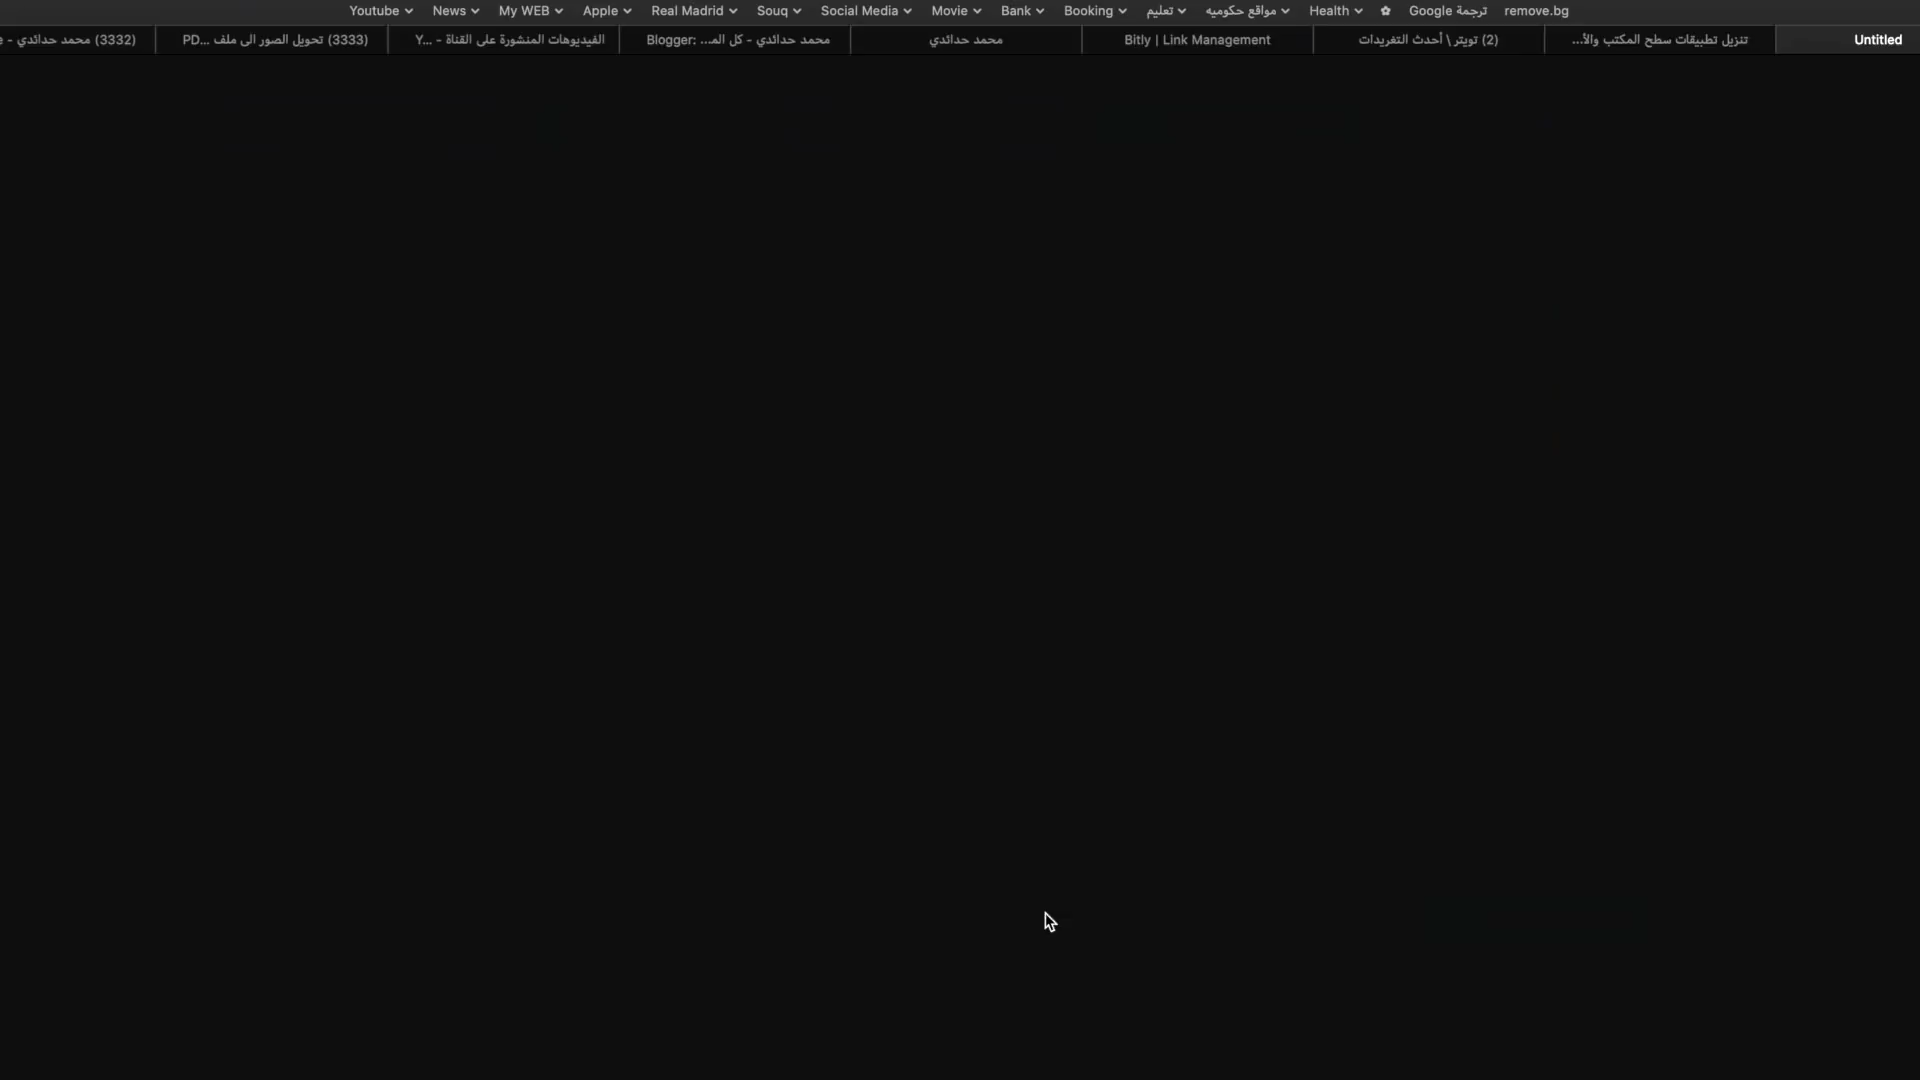 Youtube News My WEB Apple Real Madrid Souq Social Media Movie Bank Booking تعليم مواقع حكوميه Health ✿ Google ترجمة remove.bg
e - محمد حدائدي (3332) PD... تحويل الصور الى ملف (3333) Y... - الفيديوهات المنشورة على القناة Blogger: ...محمد حدائدي - كل المـ محمد حدائدي Bitly | Link Management (2) تويتر \ أحدث التغريدات تنزيل تطبيقات سطح المكتب والأ... Untitled